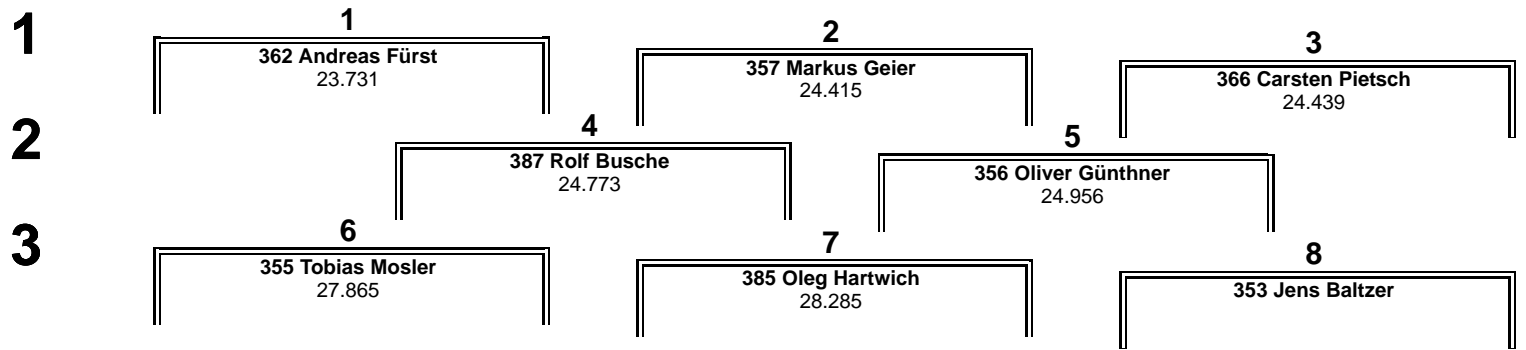 1
1
362 Andreas Fürst
23.731
2
357 Markus Geier
24.415
3
366 Carsten Pietsch
24.439
2
4
387 Rolf Busche
24.773
5
356 Oliver Günthner
24.956
3
6
355 Tobias Mosler
27.865
7
385 Oleg Hartwich
28.285
8
353 Jens Baltzer